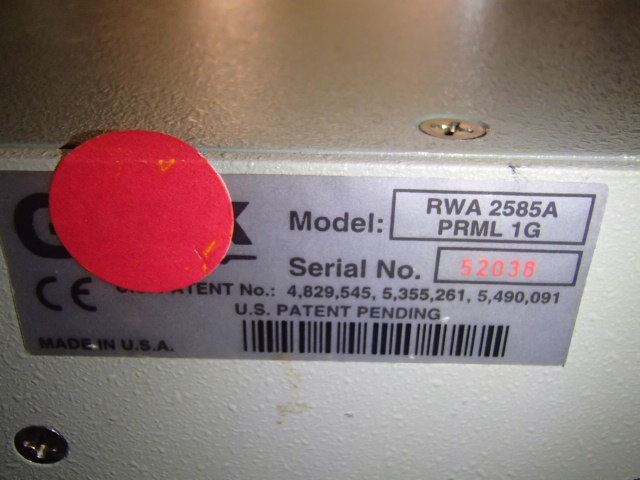 Model: RWA 2585A
PRML 1G
Serial No. 52038
PATENT No.: 4,829,545, 5,355,261, 5,490,091
U.S. PATENT PENDING
CE
MADE IN U.S.A.